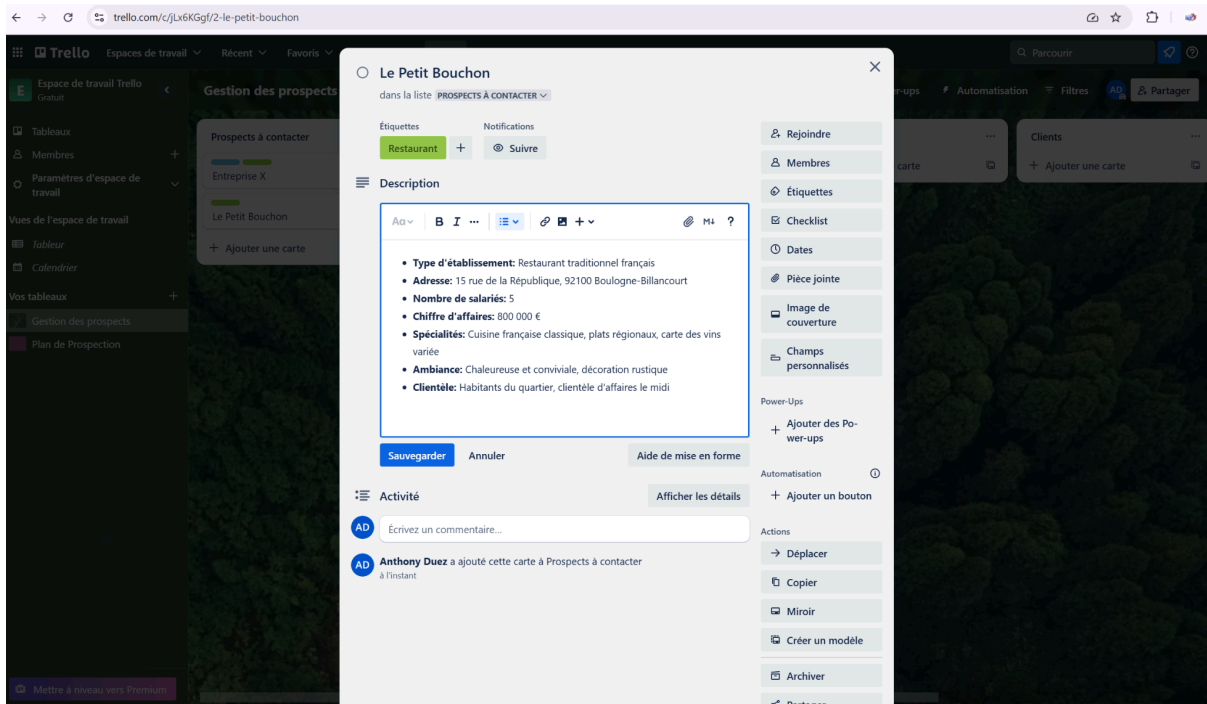 trello.com/c/jLx6KGgf/2-le-petit-bouchon
Trello Espaces de travail Récent Favoris Parcourir
E Espace de travail Trello
Gratuit
Gestion des prospects
er-ups Automatisation Filtres AD Partager
Tableaux
Membres
Paramètres d'espace de
travail
Vues de l'espace de travail
Tableur
Calendrier
Vos tableaux
Gestion des prospects
Plan de Prospection
Mettre à niveau vers Premium
Prospects à contacter
Entreprise X
Le Petit Bouchon
+ Ajouter une carte
Le Petit Bouchon
dans la liste PROSPECTS À CONTACTER
Étiquettes Notifications
Restaurant + Suivre
Description
Aa B I ... M↓ ?
• Type d'établissement: Restaurant traditionnel français
• Adresse: 15 rue de la République, 92100 Boulogne-Billancourt
• Nombre de salariés: 5
• Chiffre d'affaires: 800 000 €
• Spécialités: Cuisine française classique, plats régionaux, carte des vins
variée
• Ambiance: Chaleureuse et conviviale, décoration rustique
• Clientèle: Habitants du quartier, clientèle d'affaires le midi
Sauvegarder Annuler Aide de mise en forme
Activité Afficher les détails
AD Écrivez un commentaire...
AD Anthony Duez a ajouté cette carte à Prospects à contacter
à l'instant
Rejoindre
Membres
Étiquettes
Checklist
Dates
Pièce jointe
Image de
couverture
Champs
personnalisés
Power-Ups
+ Ajouter des Po-
wer-ups
Automatisation
+ Ajouter un bouton
Actions
→ Déplacer
Copier
Miroir
Créer un modèle
Archiver
carte
Clients
+ Ajouter une carte